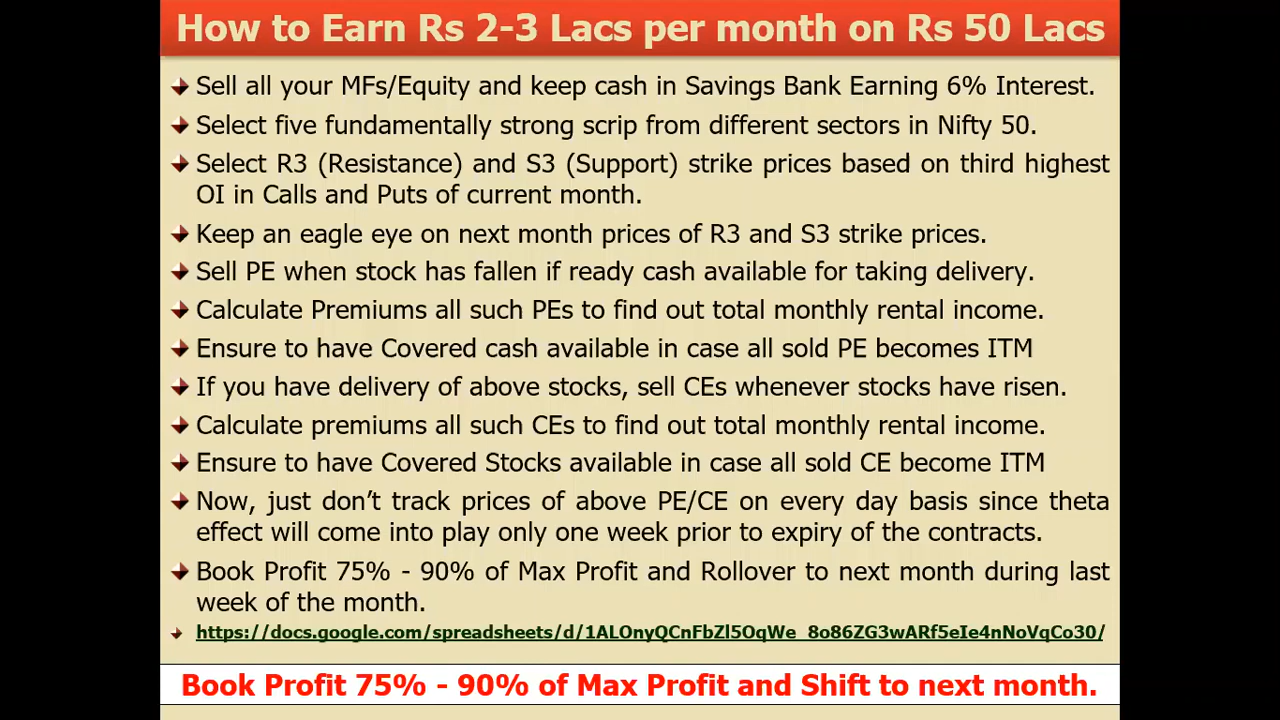 How to Earn Rs 2-3 Lacs per month on Rs 50 Lacs
Sell all your MFs/Equity and keep cash in Savings Bank Earning 6% Interest.
Select five fundamentally strong scrip from different sectors in Nifty 50.
Select R3 (Resistance) and S3 (Support) strike prices based on third highest
OI in Calls and Puts of current month.
Keep an eagle eye on next month prices of R3 and S3 strike prices.
Sell PE when stock has fallen if ready cash available for taking delivery.
Calculate Premiums all such PEs to find out total monthly rental income.
Ensure to have Covered cash available in case all sold PE becomes ITM
If you have delivery of above stocks, sell CEs whenever stocks have risen.
Calculate premiums all such CEs to find out total monthly rental income.
Ensure to have Covered Stocks available in case all sold CE become ITM
Now, just don't track prices of above PE/CE on every day basis since theta
effect will come into play only one week prior to expiry of the contracts.
Book Profit 75% - 90% of Max Profit and Rollover to next month during last
week of the month.
https://docs.google.com/spreadsheets/d/1ALOnyQCnFbZl5OqWe_8o86ZG3wARf5eIe4nNoVqCo30/
Book Profit 75% - 90% of Max Profit and Shift to next month.